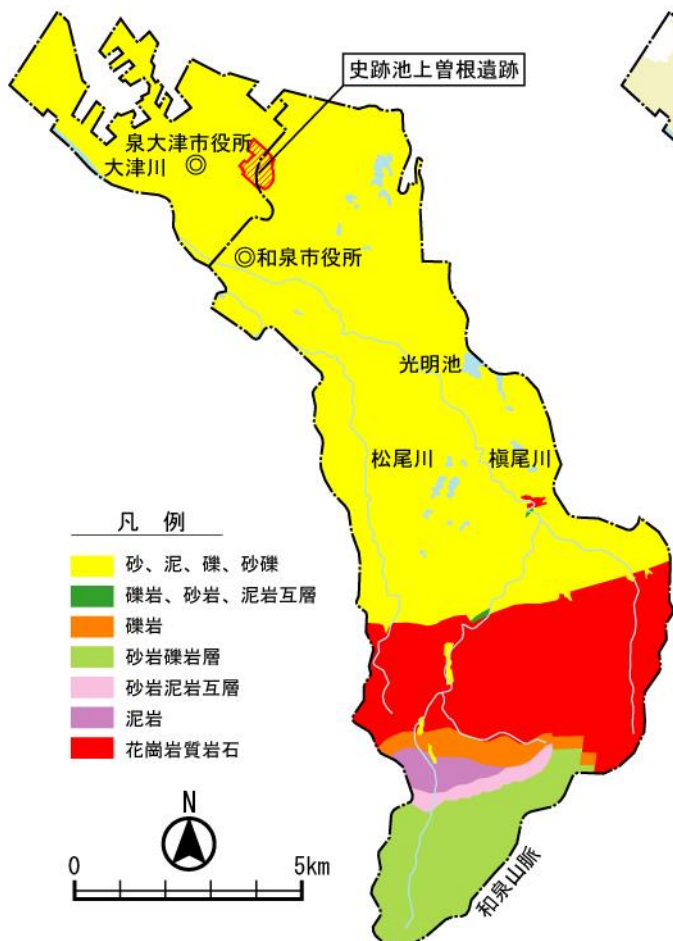 史跡池上曽根遺跡
泉大津市役所
大津川
和泉市役所
光明池
松尾川
槇尾川
凡 例
砂、泥、礫、砂礫
礫岩、砂岩、泥岩互層
礫岩
砂岩礫岩層
砂岩泥岩互層
泥岩
花崗岩質岩石
N
0 5km
和泉山脈